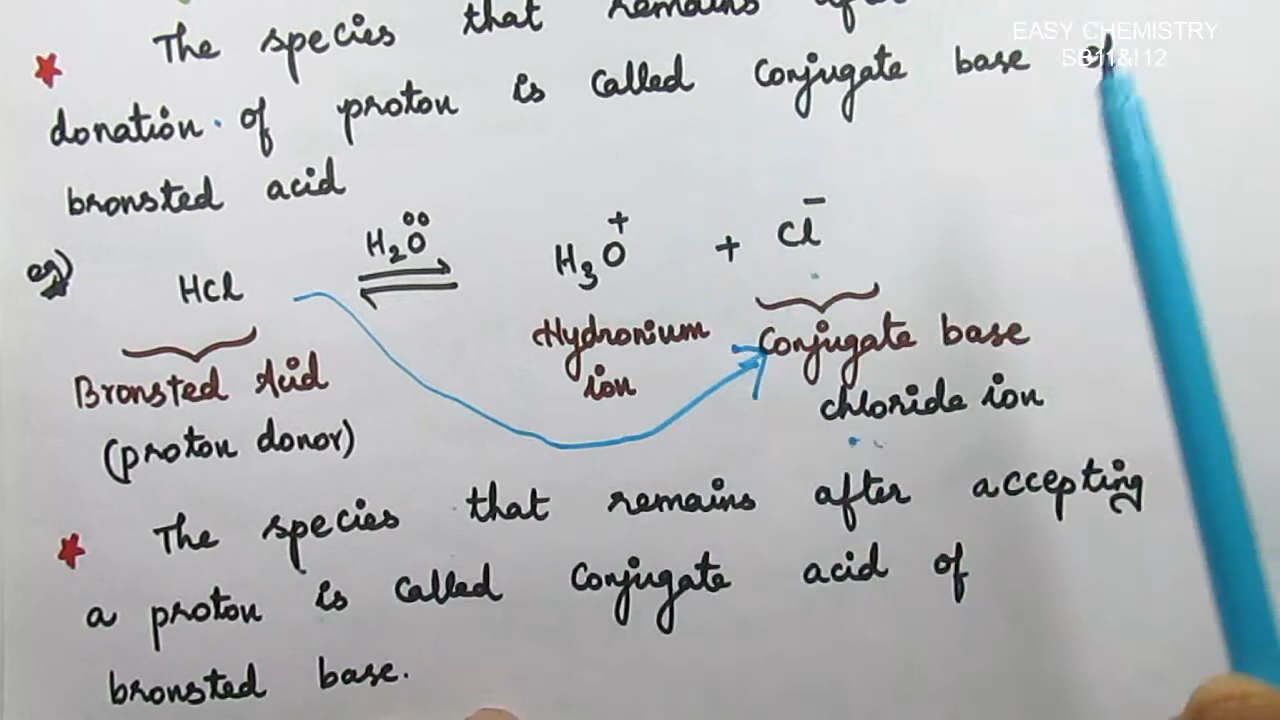 EASY CHEMISTRY
SB11&I12
The species that remains after
donation of proton is called conjugate base
bronsted acid
eg)
HCl
H2O
H3O+
+
Cl-
Bronsted Acid
(proton donor)
Hydronium
ion
Conjugate base
chloride ion
The species that remains after accepting
a proton is called conjugate acid of
bronsted base.